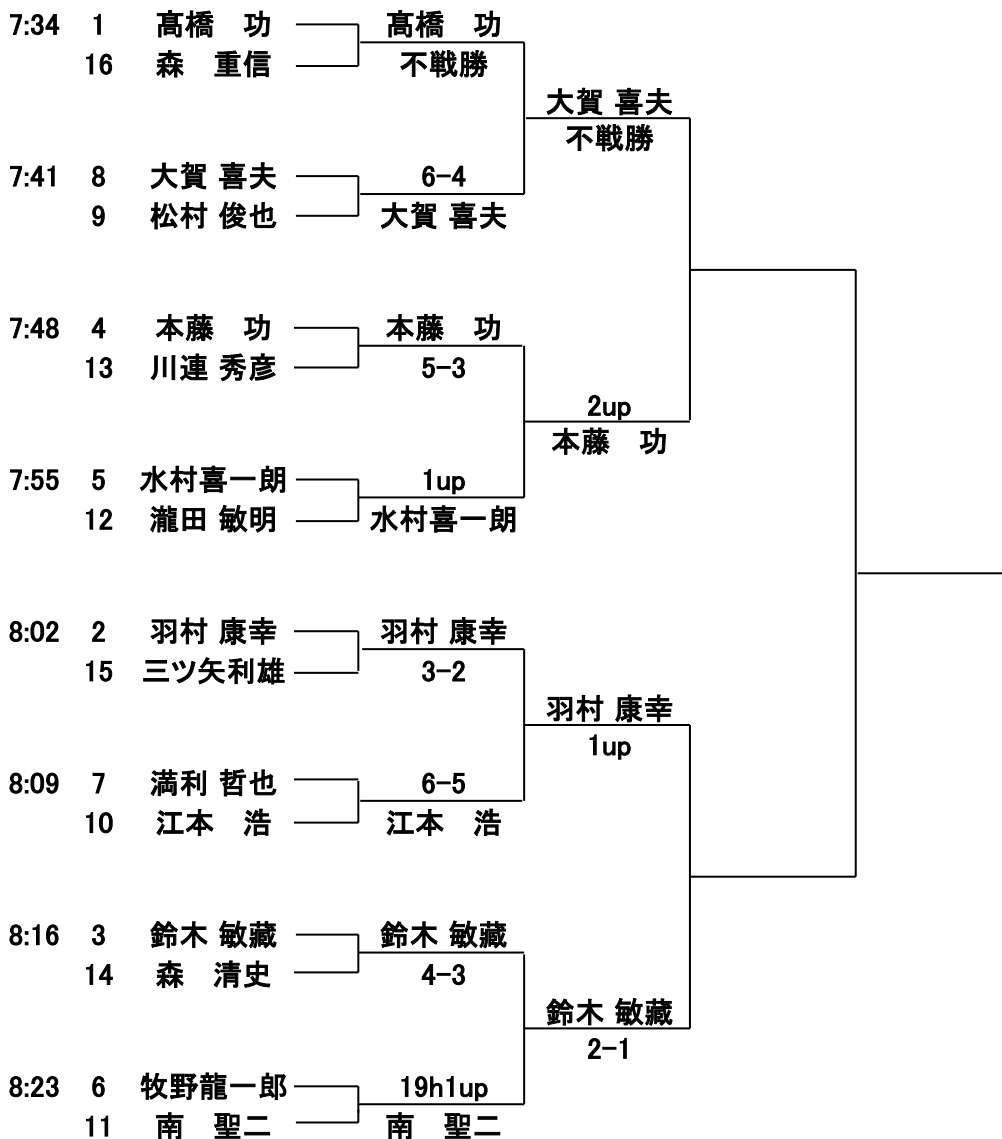 7:34 1 髙橋　功 髙橋　功
16 森　重信 不戦勝
大賀 喜夫
不戦勝
7:41 8 大賀 喜夫 6-4
9 松村 俊也 大賀 喜夫
7:48 4 本藤　功 本藤　功
13 川連 秀彦 5-3
2up
本藤　功
7:55 5 水村喜一朗 1up
12 瀧田 敏明 水村喜一朗
8:02 2 羽村 康幸 羽村 康幸
15 三ツ矢利雄 3-2
羽村 康幸
1up
8:09 7 満利 哲也 6-5
10 江本　浩 江本　浩
8:16 3 鈴木 敏藏 鈴木 敏藏
14 森　清史 4-3
鈴木 敏藏
2-1
8:23 6 牧野龍一郎 19h1up
11 南　聖二 南　聖二